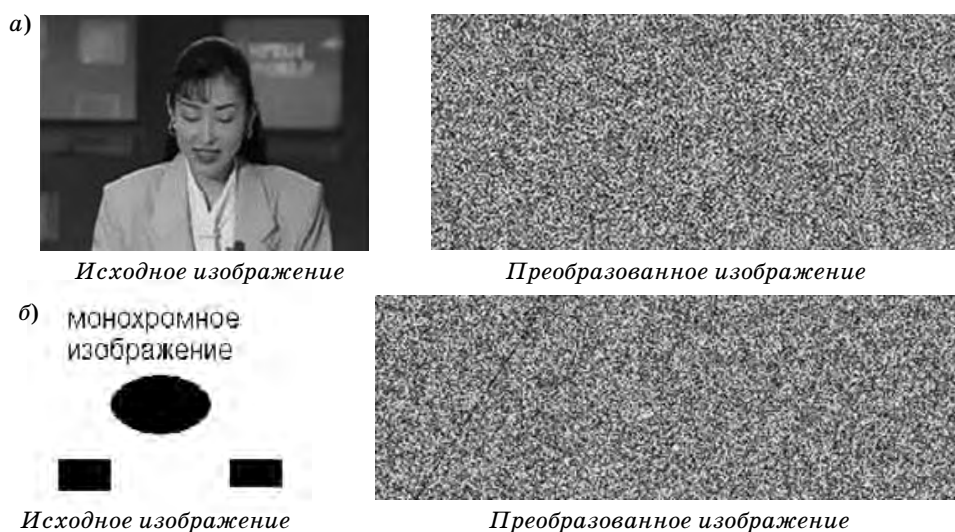 а)
Исходное изображение Преобразованное изображение
б) монохромное
изображение
Исходное изображение Преобразованное изображение